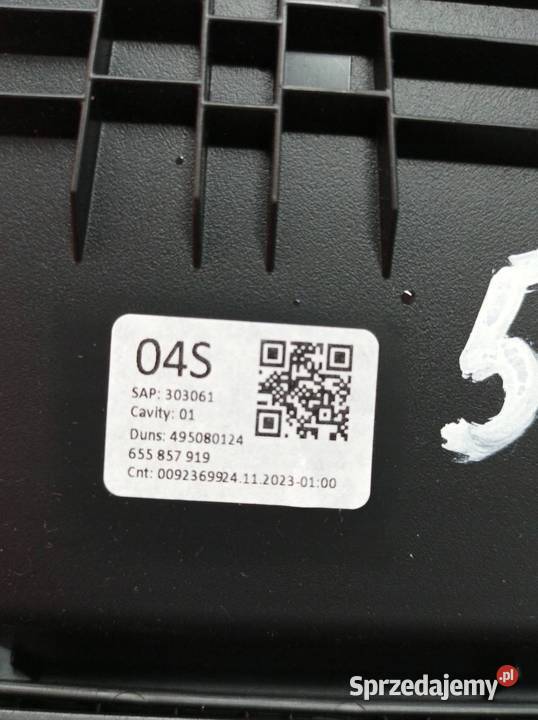 04S
SAP: 303061
Cavity: 01
Duns: 495080124
655 857 919
Cnt: 0092369924.11.2023-01:00
5
Sprzedajemy.pl